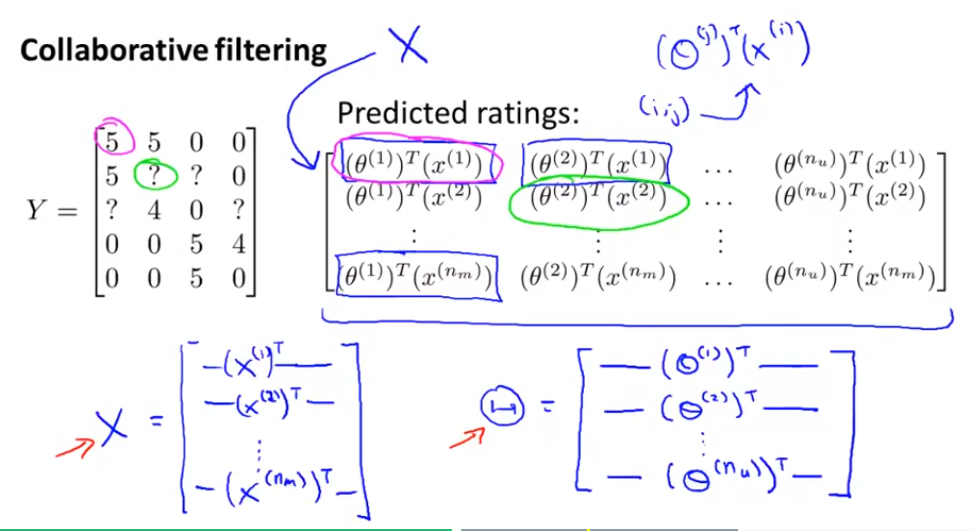 Collaborative filtering
X
(Θ^(j))^T (x^(i))
(i,j)
Predicted ratings:
Y =
5 5 0 0
5 ? ? 0
? 4 0 ?
0 0 5 4
0 0 5 0
(θ^(1))^T(x^(1)) (θ^(2))^T(x^(1)) … (θ^(n_u))^T(x^(1))
(θ^(1))^T(x^(2)) (θ^(2))^T(x^(2)) … (θ^(n_u))^T(x^(2))
⋮ ⋮ ⋮ ⋮
(θ^(1))^T(x^(n_m)) (θ^(2))^T(x^(n_m)) … (θ^(n_u))^T(x^(n_m))
X =
—(x^(1))^T—
—(x^(2))^T—
⋮
—(x^(n_m))^T—
Θ =
—(Θ^(1))^T—
—(Θ^(2))^T—
⋮
—(Θ^(n_u))^T—